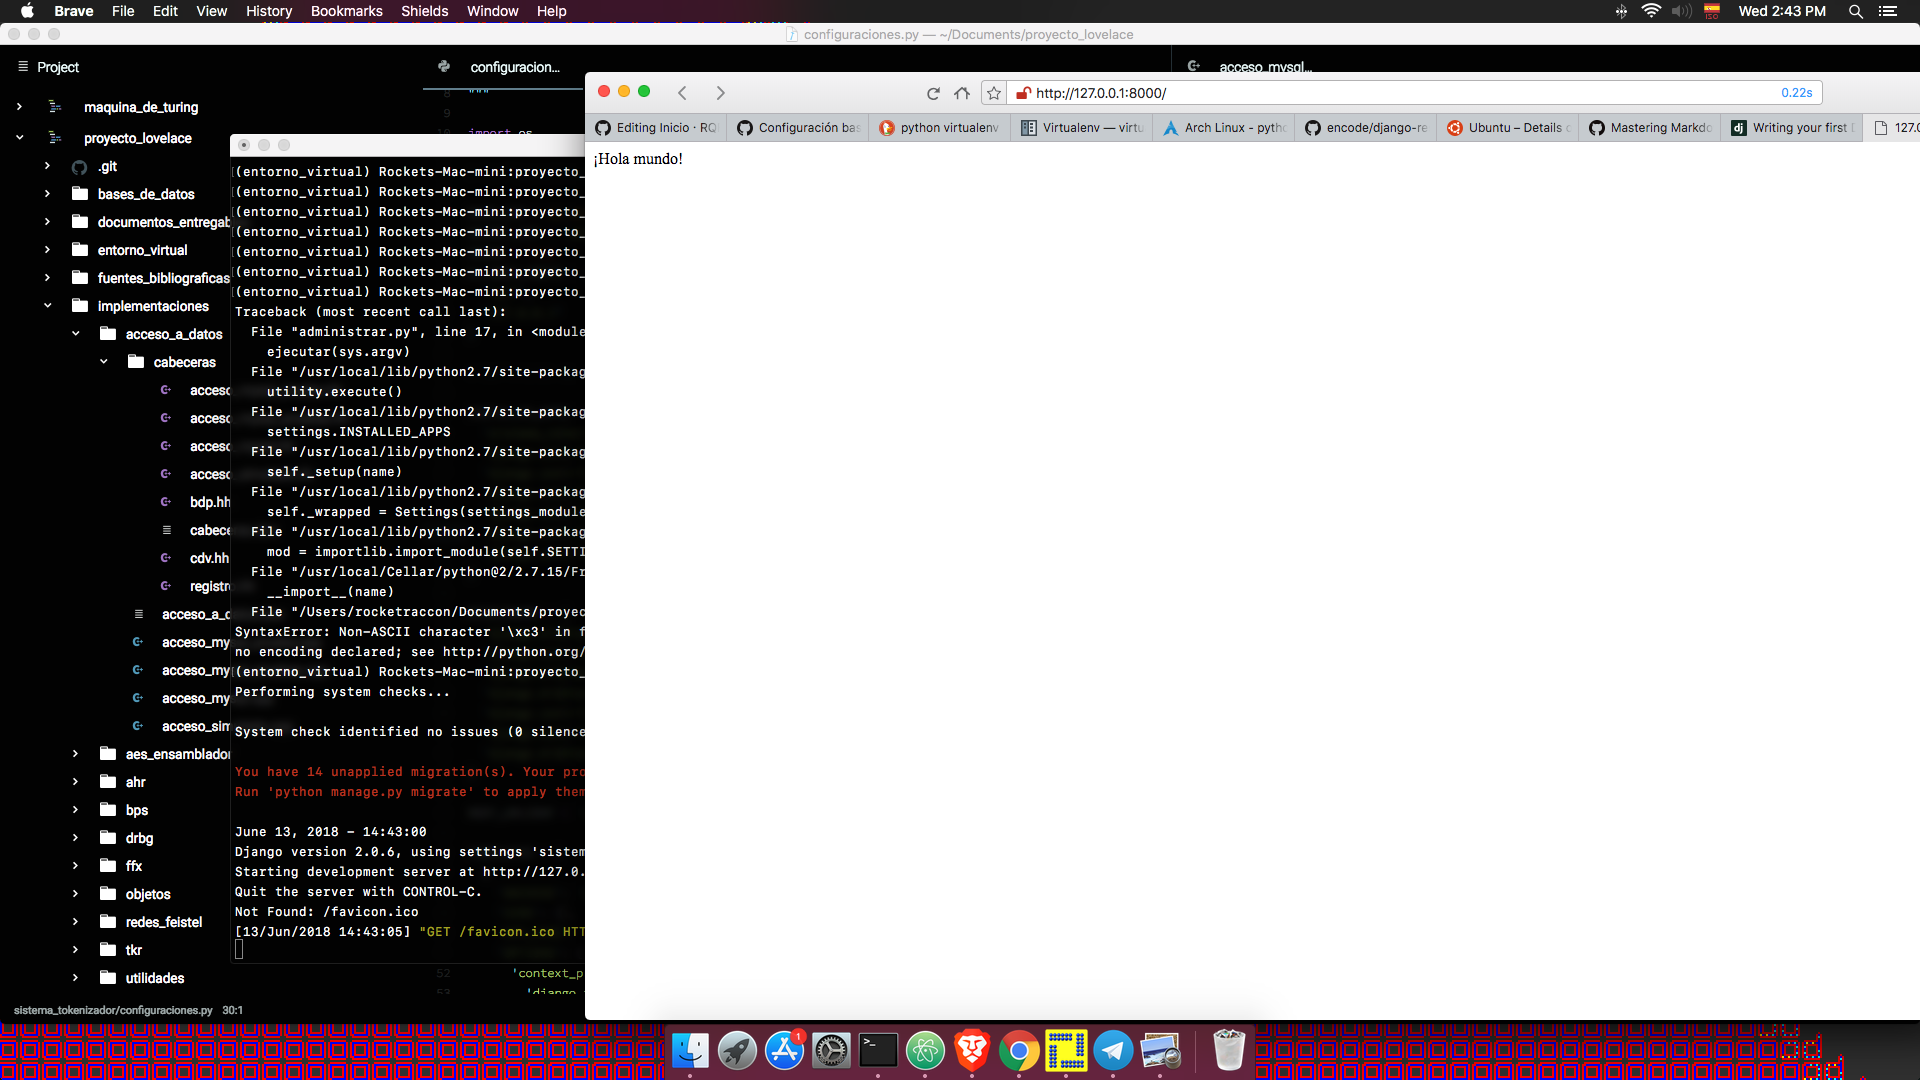 Brave File Edit View History Bookmarks Shields Window Help
ISO Wed 2:43 PM
configuraciones.py — ~/Documents/proyecto_lovelace
Project
configuracion...
acceso_mysql...
maquina_de_turing
proyecto_lovelace
.git
bases_de_datos
documentos_entregab
entorno_virtual
fuentes_bibliograficas
implementaciones
acceso_a_datos
cabeceras
acceso
acceso
acceso
acceso
bdp.hh
cabece
cdv.hh
registr
acceso_a_d
acceso_my
acceso_my
acceso_my
acceso_sim
aes_ensamblador
ahr
bps
drbg
ffx
objetos
redes_feistel
tkr
utilidades
sistema_tokenizador/configuraciones.py 30:1
8 """
9
10 import os
(entorno_virtual) Rockets-Mac-mini:proyecto_
(entorno_virtual) Rockets-Mac-mini:proyecto_
(entorno_virtual) Rockets-Mac-mini:proyecto_
(entorno_virtual) Rockets-Mac-mini:proyecto_
(entorno_virtual) Rockets-Mac-mini:proyecto_
(entorno_virtual) Rockets-Mac-mini:proyecto_
(entorno_virtual) Rockets-Mac-mini:proyecto_
Traceback (most recent call last):
File "administrar.py", line 17, in <module
ejecutar(sys.argv)
File "/usr/local/lib/python2.7/site-packag
utility.execute()
File "/usr/local/lib/python2.7/site-packag
settings.INSTALLED_APPS
File "/usr/local/lib/python2.7/site-packag
self._setup(name)
File "/usr/local/lib/python2.7/site-packag
self._wrapped = Settings(settings_module
File "/usr/local/lib/python2.7/site-packag
mod = importlib.import_module(self.SETTI
File "/usr/local/Cellar/python@2/2.7.15/Fr
__import__(name)
File "/Users/rocketraccon/Documents/proyec
SyntaxError: Non-ASCII character '\xc3' in f
no encoding declared; see http://python.org/
(entorno_virtual) Rockets-Mac-mini:proyecto_
Performing system checks...
System check identified no issues (0 silence
You have 14 unapplied migration(s). Your pro
Run 'python manage.py migrate' to apply them
June 13, 2018 - 14:43:00
Django version 2.0.6, using settings 'sistem
Starting development server at http://127.0.
Quit the server with CONTROL-C.
Not Found: /favicon.ico
[13/Jun/2018 14:43:05] "GET /favicon.ico HTT
52 'context_p
53 'django
http://127.0.0.1:8000/ 0.22s
Editing Inicio · RQ Configuración bas python virtualenv Virtualenv — virtu Arch Linux - pytho encode/django-re Ubuntu – Details o Mastering Markdo Writing your first 127.0
¡Hola mundo!
1